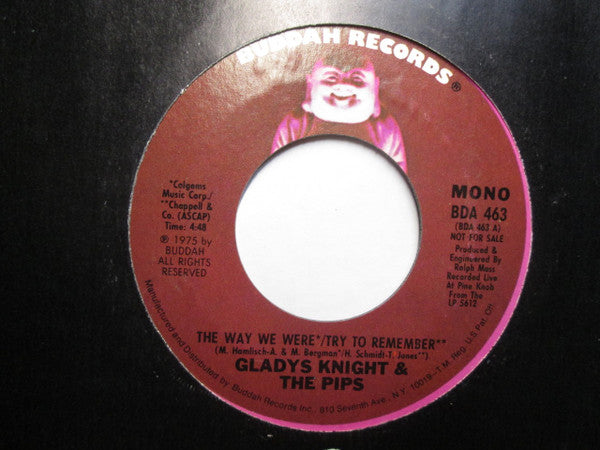 BUDDAH RECORDS®
*Colgems
Music Corp./
**Chappell &
Co. (ASCAP)
Time: 4:48
℗ 1975 by
BUDDAH
ALL RIGHTS
RESERVED
MONO
BDA 463
(BDA 463 A)
NOT FOR SALE
Produced &
Engineered By
Ralph Moss
Recorded Live
At Pine Knob
From The
LP 5612
THE WAY WE WERE*/TRY TO REMEMBER**
(M. Hamlisch-A. & M. Bergman*/H. Schmidt-T. Jones**)
GLADYS KNIGHT &
THE PIPS
Manufactured and Distributed by Buddah Records Inc. 810 Seventh Ave., N.Y. 10019-T.M. Reg. U.S. Pat. Off.